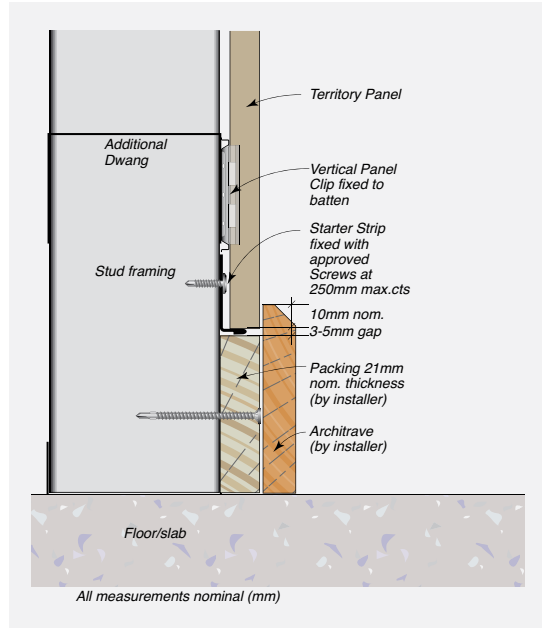 Territory Panel
Additional
Dwang
Vertical Panel
Clip fixed to
batten
Starter Strip
fixed with
approved
Screws at
250mm max.cts
Stud framing
10mm nom.
3-5mm gap
Packing 21mm
nom. thickness
(by installer)
Architrave
(by installer)
Floor/slab
All measurements nominal (mm)